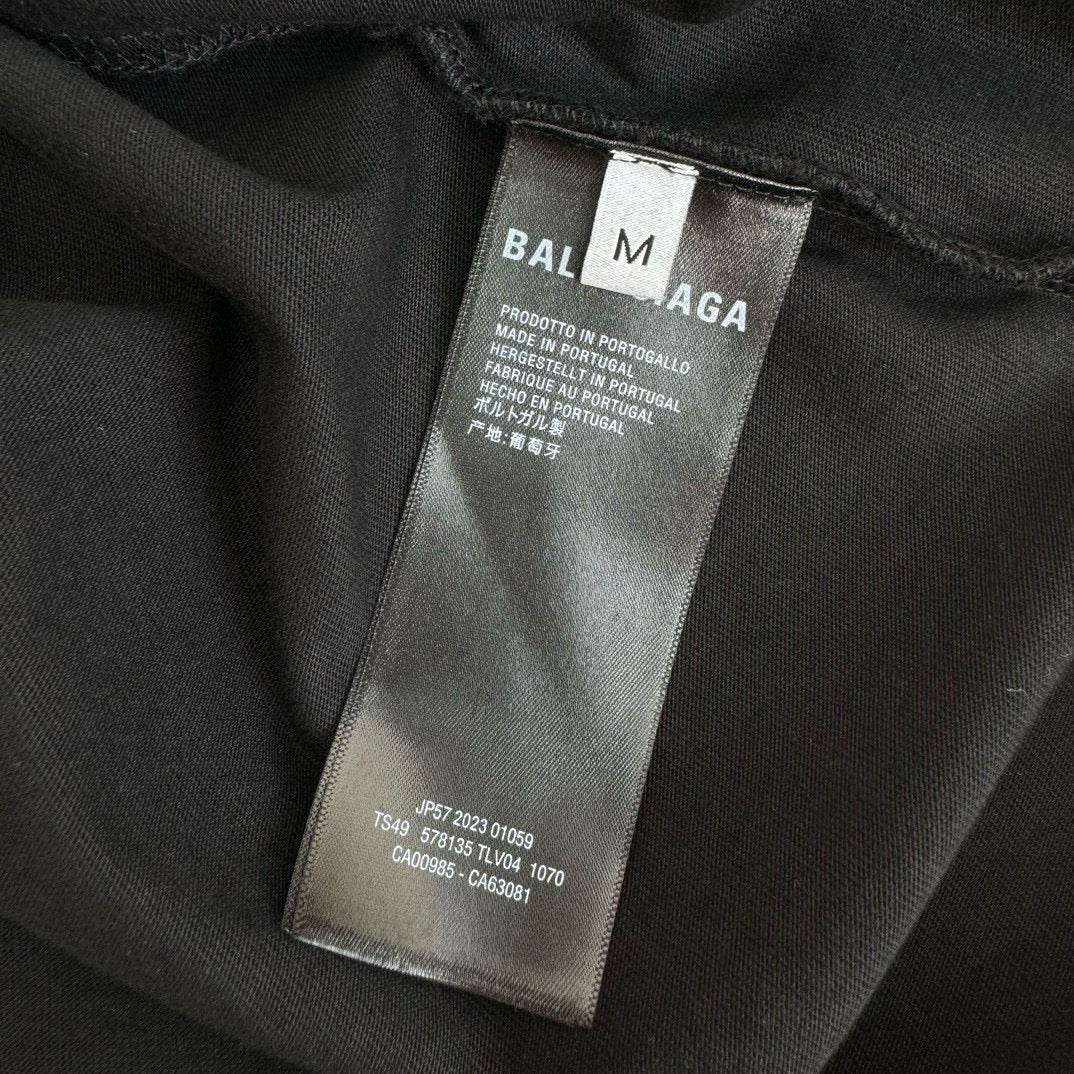 M
BAL AGA
PRODOTTO IN PORTOGALLO
MADE IN PORTUGAL
HERGESTELLT IN PORTUGAL
FABRIQUE AU PORTUGAL
HECHO EN PORTUGAL
ポルトガル製
产地:葡萄牙
JP57 2023 01059
TS49 578135 TLV04 1070
CA00985 - CA63081